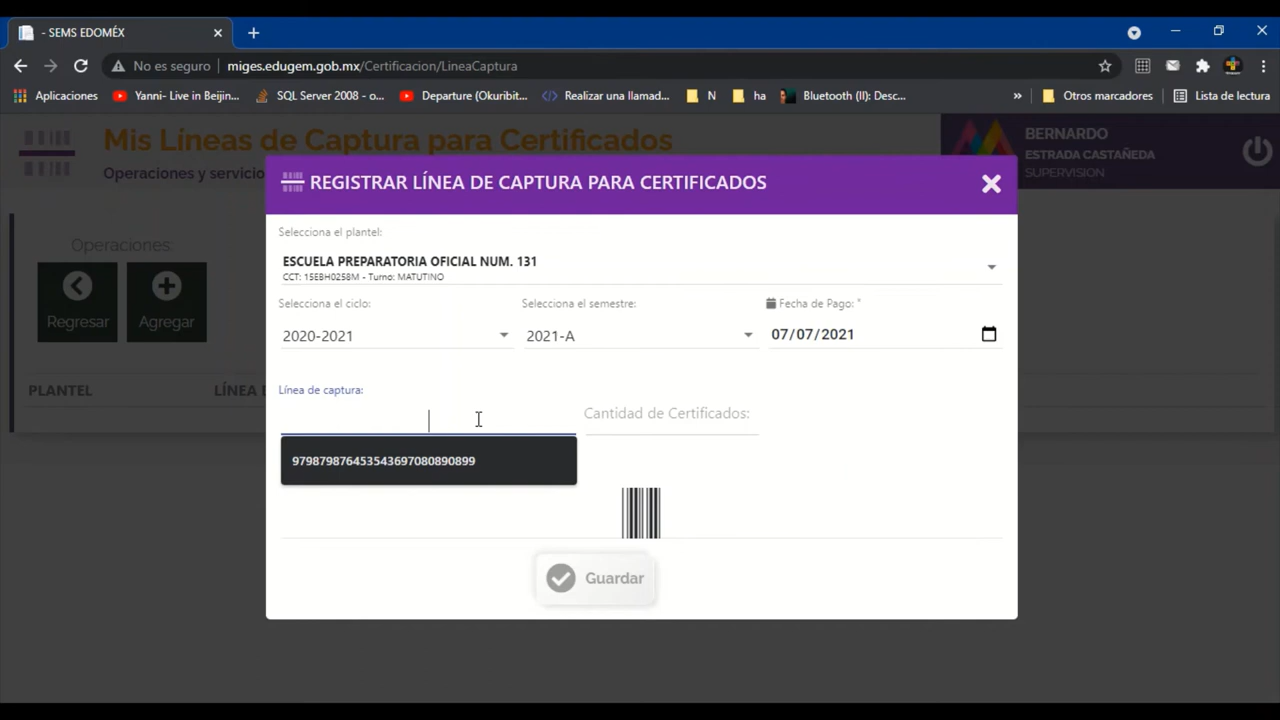 - SEMS EDOMÉX
No es seguro | miges.edugem.gob.mx/Certificacion/LineaCaptura
Aplicaciones Yanni- Live in Beijin... SQL Server 2008 - o... Departure (Okuribit... Realizar una llamad... N ha Bluetooth (II): Desc... » Otros marcadores Lista de lectura
Mis Líneas de Captura para Certificados
Operaciones y servicio
BERNARDO
ESTRADA CASTAÑEDA
SUPERVISION
REGISTRAR LÍNEA DE CAPTURA PARA CERTIFICADOS
Operaciones:
Regresar Agregar
PLANTEL LÍNEA D
Selecciona el plantel:
ESCUELA PREPARATORIA OFICIAL NUM. 131
CCT: 15EBH0258M - Turno: MATUTINO
Selecciona el ciclo: Selecciona el semestre: Fecha de Pago: *
2020-2021 2021-A 07/07/2021
Línea de captura:
Cantidad de Certificados:
979879876453543697080890899
Guardar